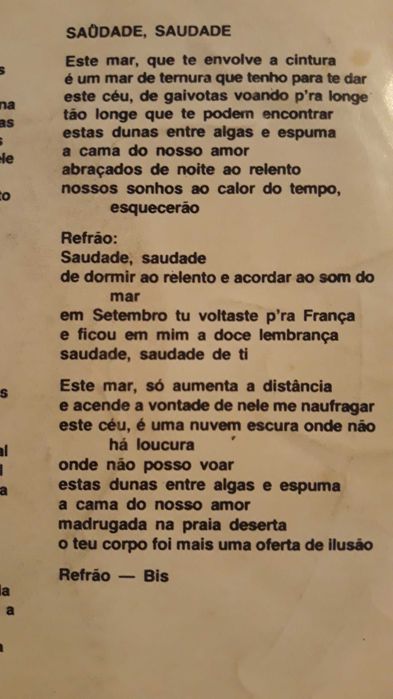 SAÜDADE, SAUDADE
Este mar, que te envolve a cintura
é um mar de ternura que tenho para te dar
este céu, de gaivotas voando p'ra longe
tão longe que te podem encontrar
estas dunas entre algas e espuma
a cama do nosso amor
abraçados de noite ao relento
nossos sonhos ao calor do tempo,
esquecerão
Refrão:
Saudade, saudade
de dormir ao relento e acordar ao som do
mar
em Setembro tu voltaste p'ra França
e ficou em mim a doce lembrança
saudade, saudade de ti
Este mar, só aumenta a distância
e acende a vontade de nele me naufragar
este céu, é uma nuvem escura onde não
há loucura
onde não posso voar
estas dunas entre algas e espuma
a cama do nosso amor
madrugada na praia deserta
o teu corpo foi mais uma oferta de ilusão
Refrão — Bis